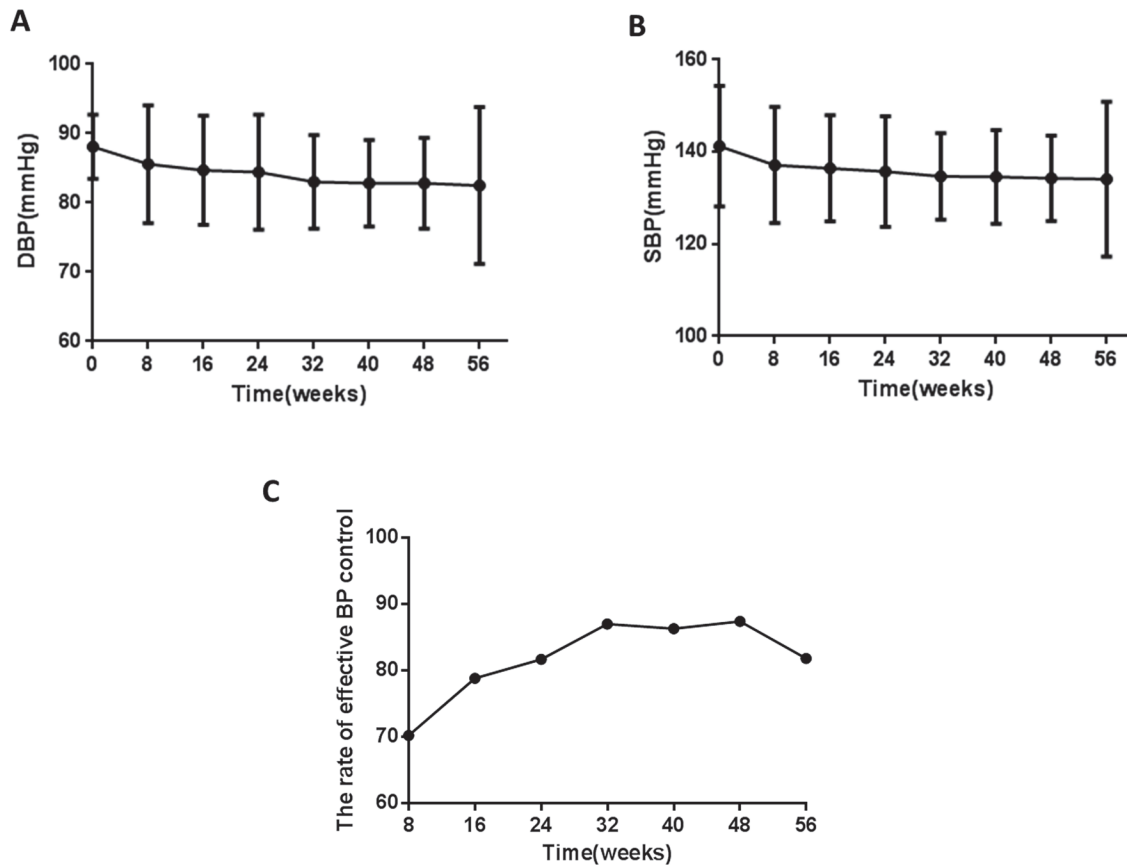 A
DBP(mmHg)
100
90
80
70
60
0 8 16 24 32 40 48 56
Time(weeks)
B
SBP(mmHg)
160
140
120
100
0 8 16 24 32 40 48 56
Time(weeks)
C
The rate of effective BP control
100
90
80
70
60
8 16 24 32 40 48 56
Time(weeks)